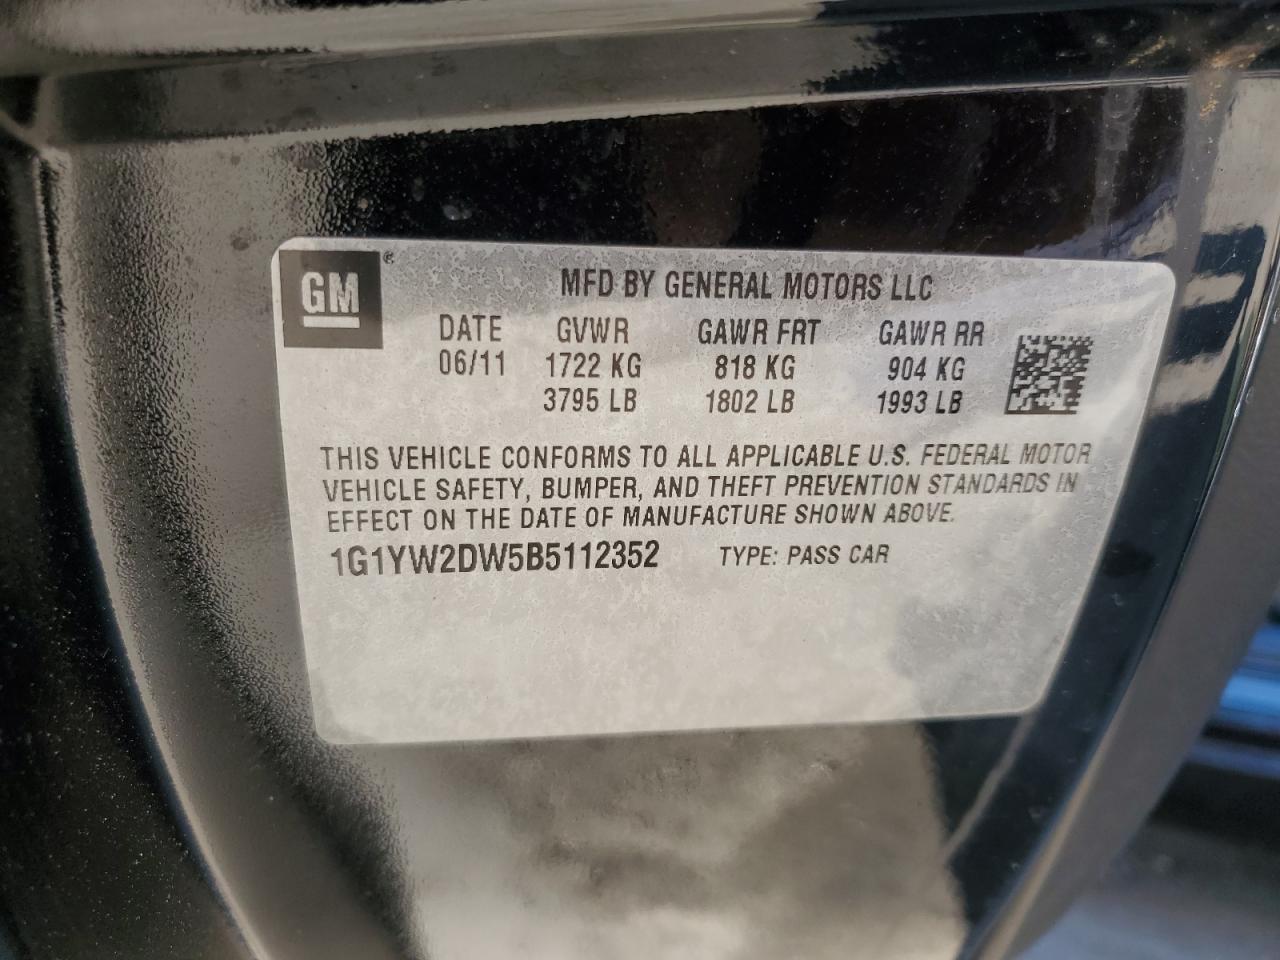 GM®
MFD BY GENERAL MOTORS LLC
DATE GVWR GAWR FRT GAWR RR
06/11 1722 KG 818 KG 904 KG
3795 LB 1802 LB 1993 LB
THIS VEHICLE CONFORMS TO ALL APPLICABLE U.S. FEDERAL MOTOR
VEHICLE SAFETY, BUMPER, AND THEFT PREVENTION STANDARDS IN
EFFECT ON THE DATE OF MANUFACTURE SHOWN ABOVE.
1G1YW2DW5B5112352 TYPE: PASS CAR